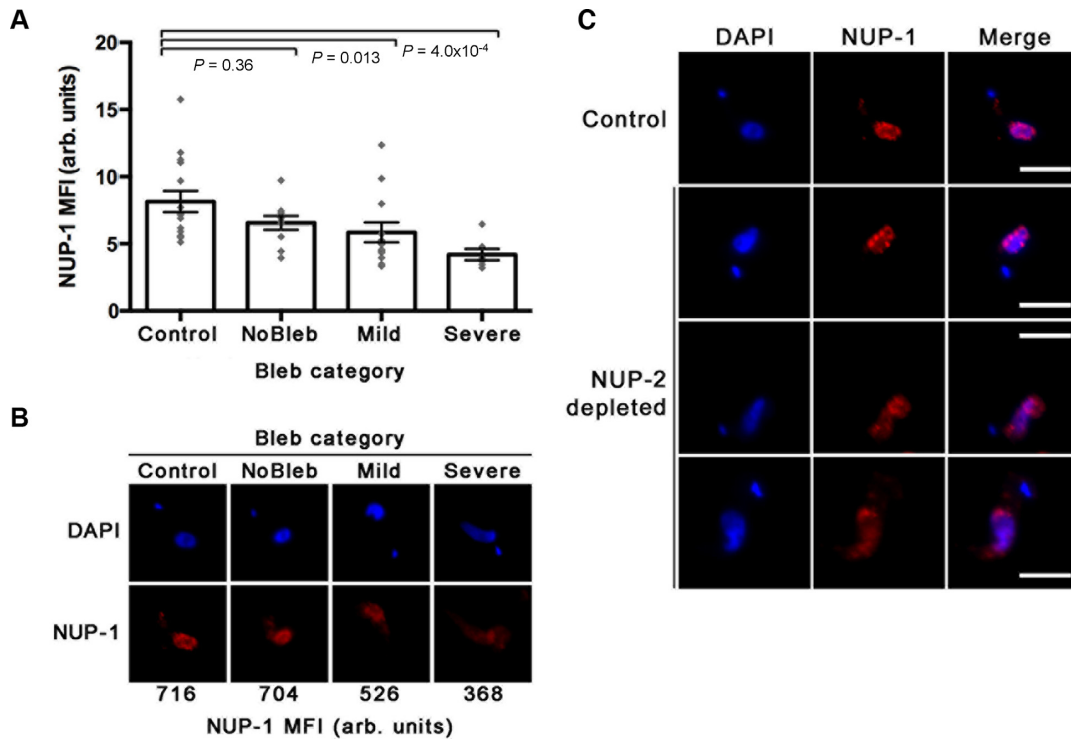 A
P = 0.36
P = 0.013
P = 4.0x10⁻⁴
20
15
10
5
0
NUP-1 MFI (arb. units)
Control NoBleb Mild Severe
Bleb category
B
Bleb category
Control NoBleb Mild Severe
DAPI
NUP-1
716 704 526 368
NUP-1 MFI (arb. units)
C
DAPI NUP-1 Merge
Control
NUP-2
depleted